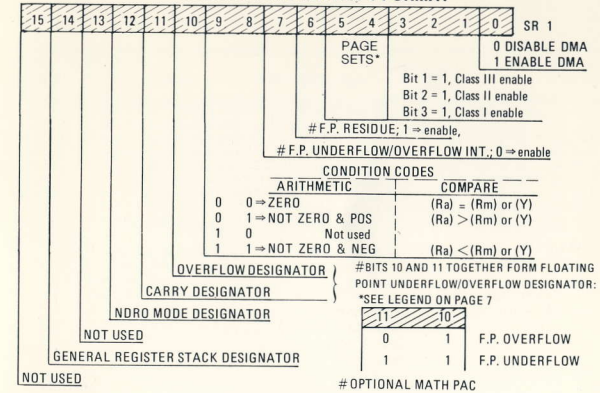 15 14 13 12 11 10 9 8 7 6 5 4 3 2 1 0 SR 1
PAGE SETS*
0 DISABLE DMA
1 ENABLE DMA
Bit 1 = 1, Class III enable
Bit 2 = 1, Class II enable
Bit 3 = 1, Class I enable
# F.P. RESIDUE; 1 ⇒ enable,
# F.P. UNDERFLOW/OVERFLOW INT.; 0 ⇒ enable
CONDITION CODES
ARITHMETIC COMPARE
0 0 ⇒ ZERO (Ra) = (Rm) or (Y)
0 1 ⇒ NOT ZERO & POS (Ra) > (Rm) or (Y)
1 0 Not used
1 1 ⇒ NOT ZERO & NEG (Ra) < (Rm) or (Y)
OVERFLOW DESIGNATOR
CARRY DESIGNATOR
#BITS 10 AND 11 TOGETHER FORM FLOATING
POINT UNDERFLOW/OVERFLOW DESIGNATOR:
*SEE LEGEND ON PAGE 7
NDRO MODE DESIGNATOR
NOT USED
GENERAL REGISTER STACK DESIGNATOR
NOT USED
11 10
0 1 F.P. OVERFLOW
1 1 F.P. UNDERFLOW
# OPTIONAL MATH PAC